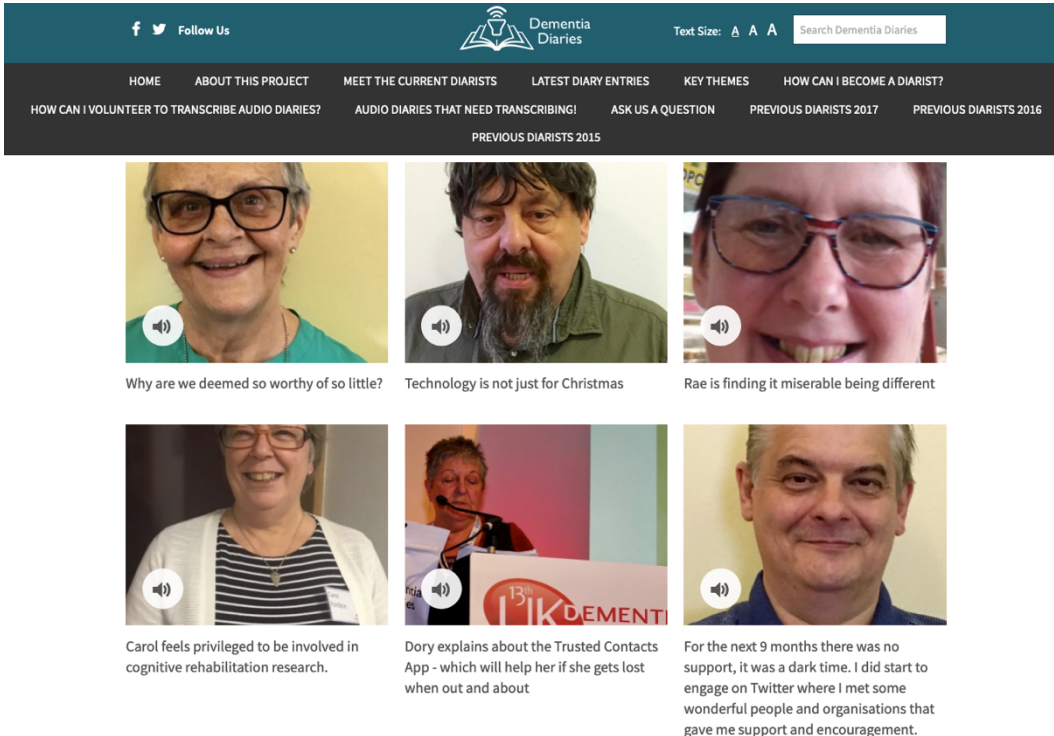 Follow Us
Dementia
Diaries
Text Size: A A A
Search Dementia Diaries
HOME ABOUT THIS PROJECT MEET THE CURRENT DIARISTS LATEST DIARY ENTRIES KEY THEMES HOW CAN I BECOME A DIARIST?
HOW CAN I VOLUNTEER TO TRANSCRIBE AUDIO DIARIES? AUDIO DIARIES THAT NEED TRANSCRIBING! ASK US A QUESTION PREVIOUS DIARISTS 2017 PREVIOUS DIARISTS 2016
PREVIOUS DIARISTS 2015
Why are we deemed so worthy of so little?
Technology is not just for Christmas
Rae is finding it miserable being different
13th
UK DEMENTI
Carol feels privileged to be involved in
cognitive rehabilitation research.
Dory explains about the Trusted Contacts
App - which will help her if she gets lost
when out and about
For the next 9 months there was no
support, it was a dark time. I did start to
engage on Twitter where I met some
wonderful people and organisations that
gave me support and encouragement.